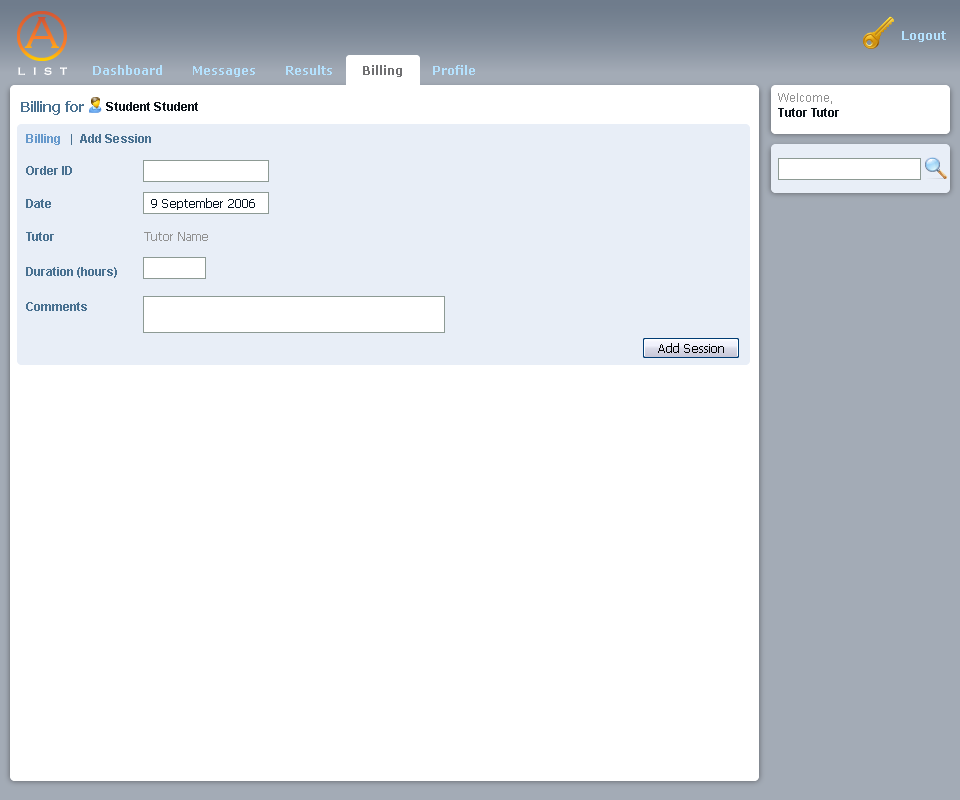 A
LIST
Dashboard Messages Results Billing Profile
Logout
Billing for Student Student
Billing | Add Session
Order ID
Date 9 September 2006
Tutor Tutor Name
Duration (hours)
Comments
Add Session
Welcome,
Tutor Tutor